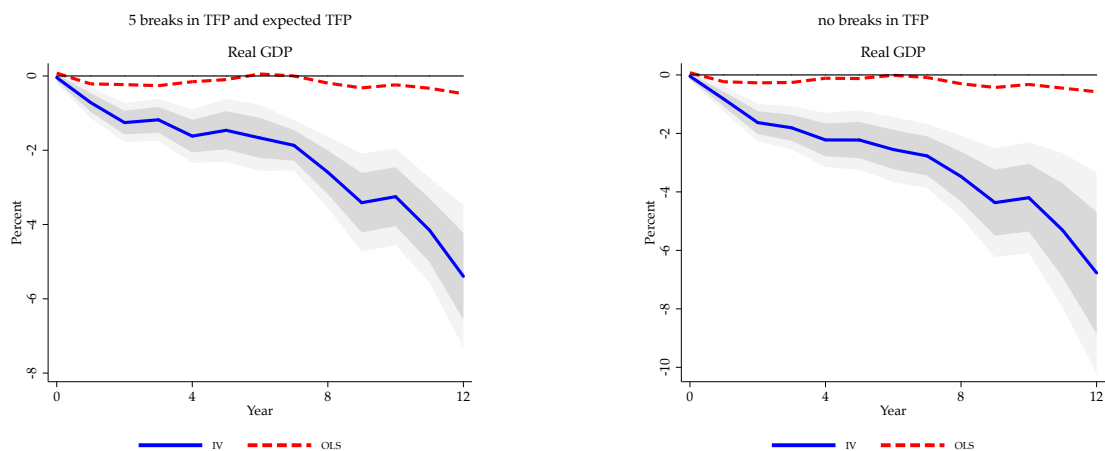 5 breaks in TFP and expected TFP
Real GDP
Percent
0
-2
-4
-6
-8
0 4 8 12
Year
IV OLS
no breaks in TFP
Real GDP
Percent
0
-2
-4
-6
-8
-10
0 4 8 12
Year
IV OLS